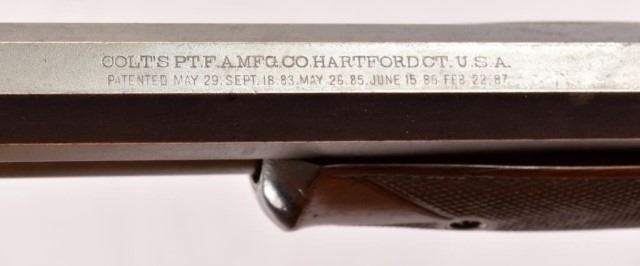 COLT'S PT.F.A.MFG.CO.HARTFORD CT.U.S.A.
PATENTED MAY 29.SEPT.18.83.MAY 26.85.JUNE 15 86 FEB.22.87